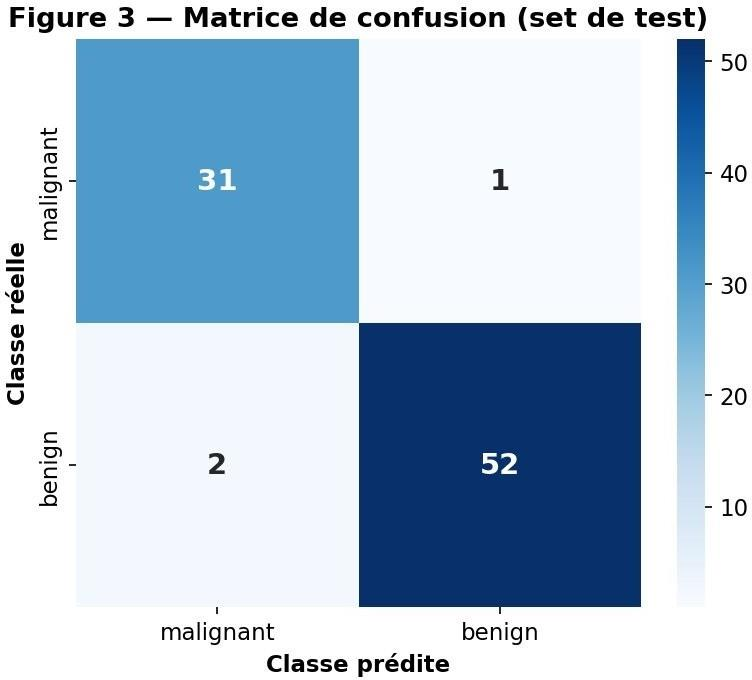 Figure 3 — Matrice de confusion (set de test)
malignant
benign
Classe réelle
31
1
2
52
malignant
benign
Classe prédite
50
40
30
20
10